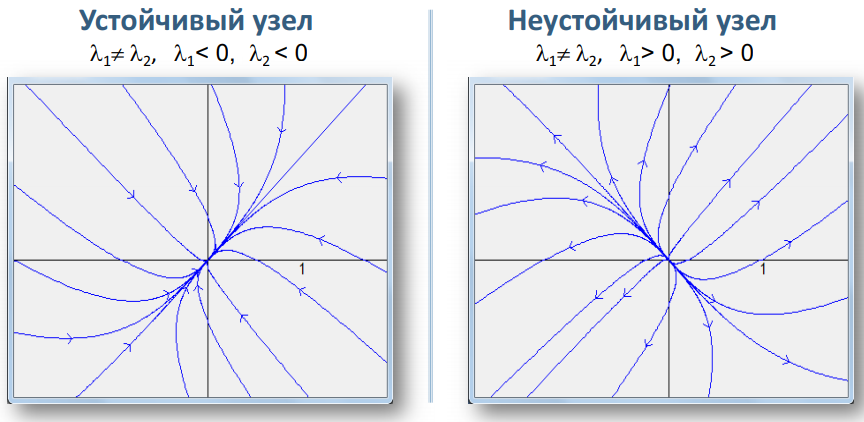 Устойчивый узел
λ₁≠ λ₂, λ₁< 0, λ₂< 0
1
Неустойчивый узел
λ₁≠ λ₂, λ₁> 0, λ₂> 0
1